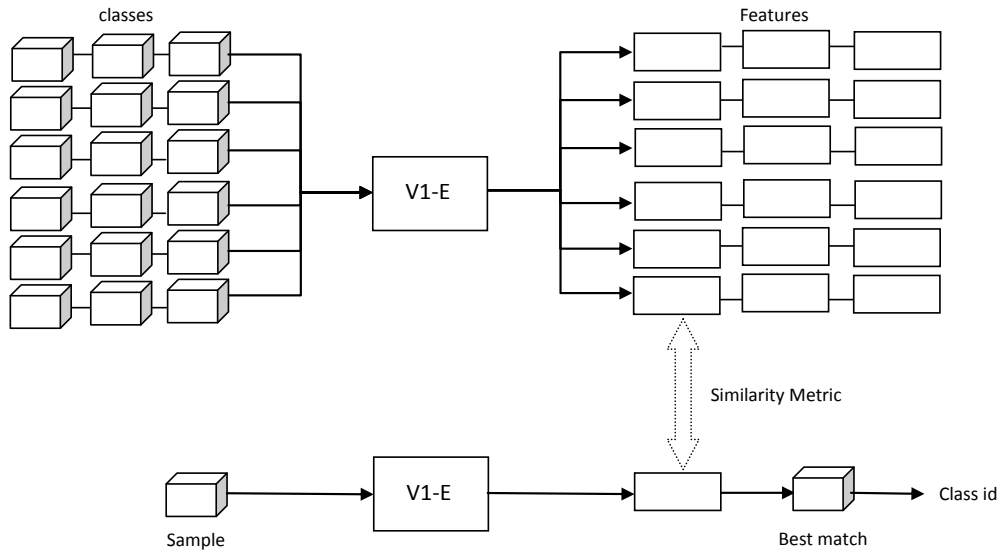 classes
Features
V1-E
Similarity Metric
V1-E
Class id
Sample
Best match